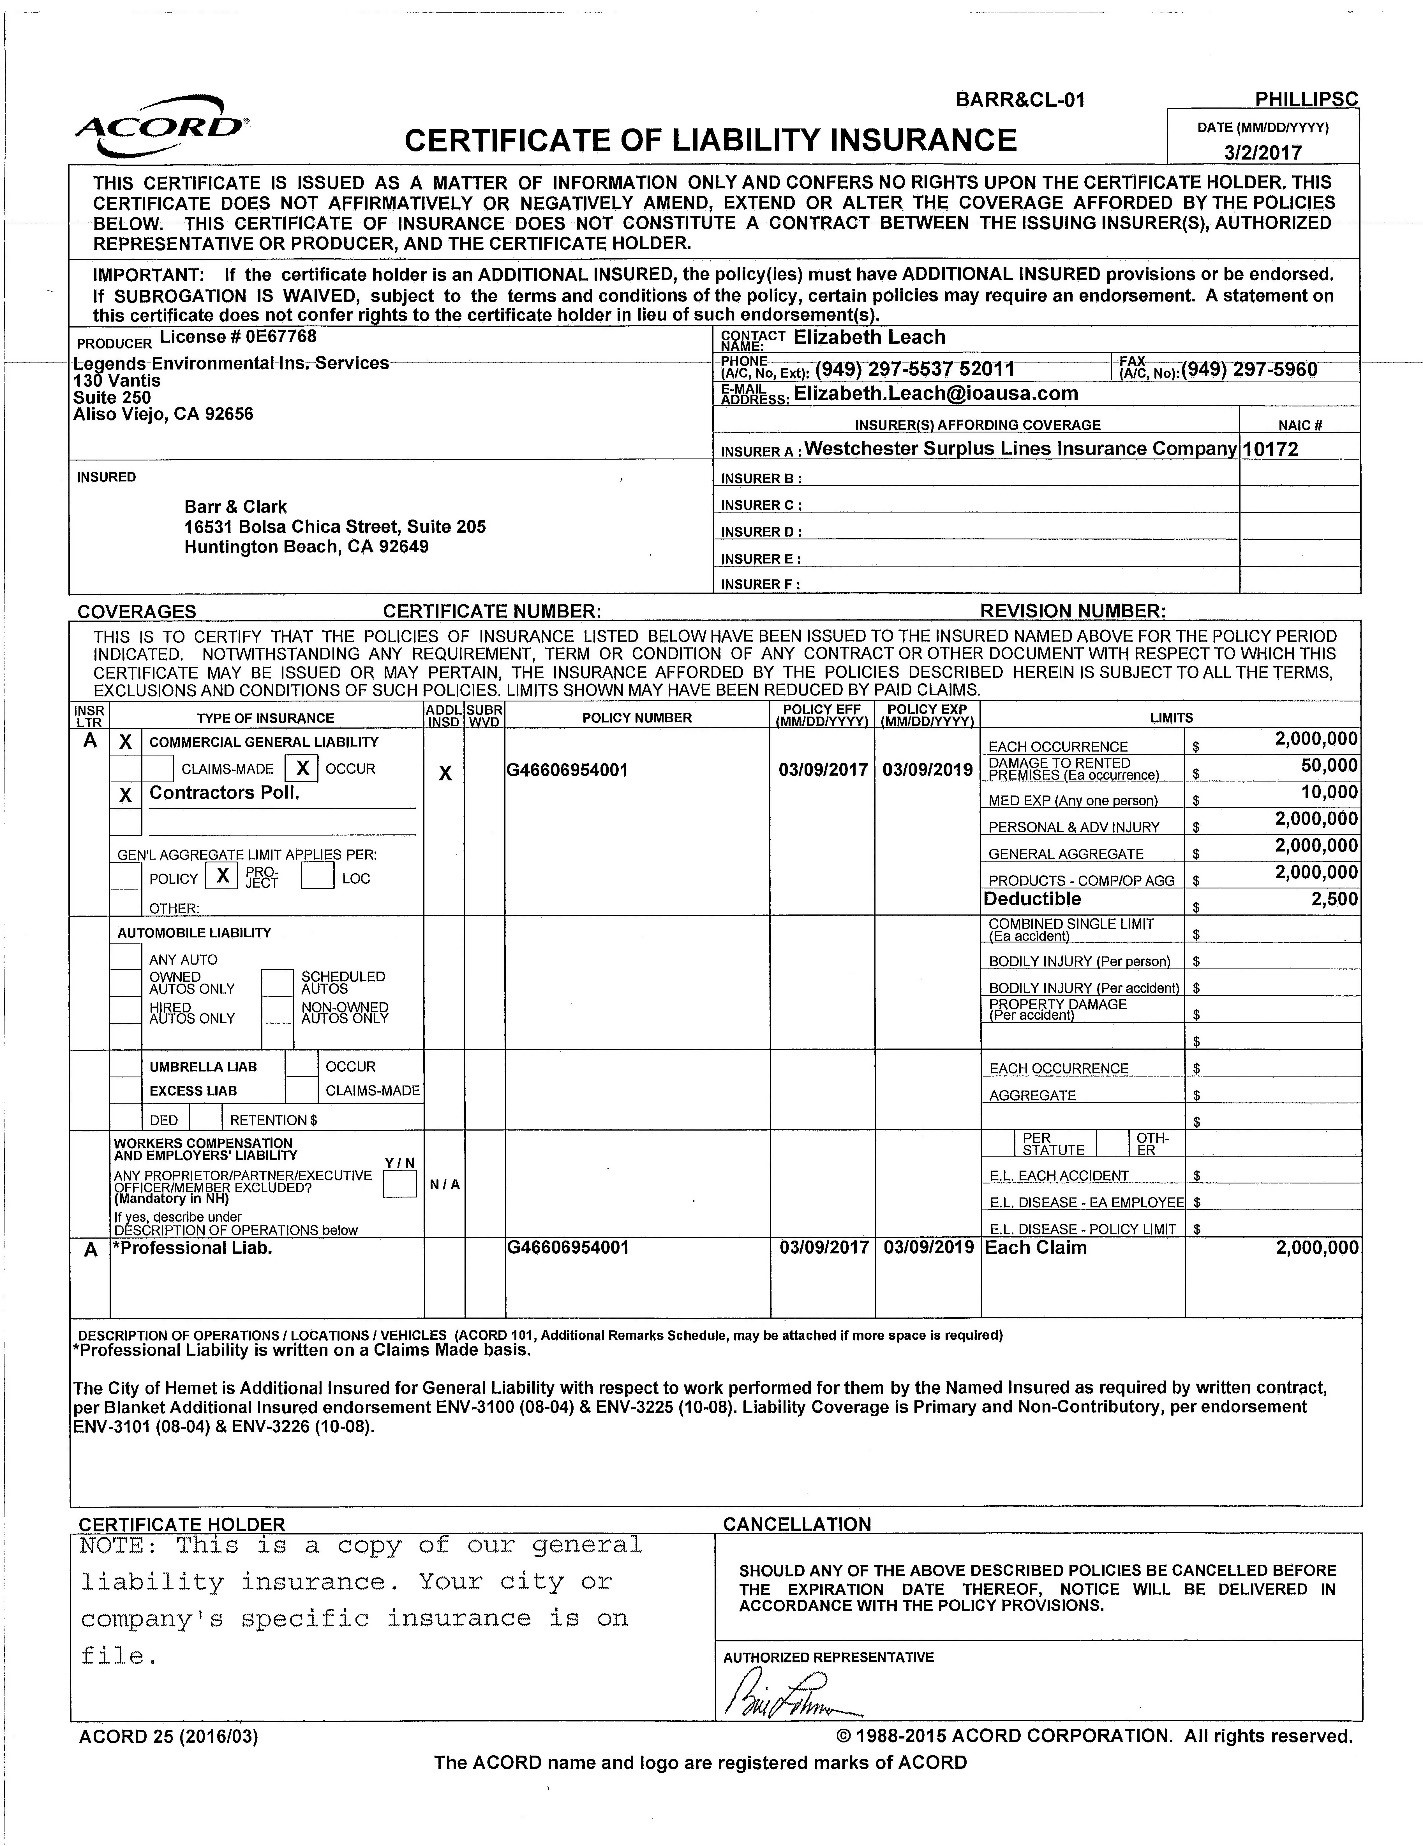 BARR&CL-01
PHILLIPSC
ACORD®
CERTIFICATE OF LIABILITY INSURANCE
DATE (MM/DD/YYYY)
3/2/2017
THIS CERTIFICATE IS ISSUED AS A MATTER OF INFORMATION ONLY AND CONFERS NO RIGHTS UPON THE CERTIFICATE HOLDER. THIS
CERTIFICATE DOES NOT AFFIRMATIVELY OR NEGATIVELY AMEND, EXTEND OR ALTER THE COVERAGE AFFORDED BY THE POLICIES
BELOW. THIS CERTIFICATE OF INSURANCE DOES NOT CONSTITUTE A CONTRACT BETWEEN THE ISSUING INSURER(S), AUTHORIZED
REPRESENTATIVE OR PRODUCER, AND THE CERTIFICATE HOLDER.
IMPORTANT: If the certificate holder is an ADDITIONAL INSURED, the policy(ies) must have ADDITIONAL INSURED provisions or be endorsed.
If SUBROGATION IS WAIVED, subject to the terms and conditions of the policy, certain policies may require an endorsement. A statement on
this certificate does not confer rights to the certificate holder in lieu of such endorsement(s).
PRODUCER License # 0E67768
Legends Environmental Ins. Services
130 Vantis
Suite 250
Aliso Viejo, CA 92656
CONTACT NAME: Elizabeth Leach
PHONE (A/C, No, Ext): (949) 297-5537 52011
FAX (A/C, No): (949) 297-5960
E-MAIL ADDRESS: Elizabeth.Leach@ioausa.com
INSURER(S) AFFORDING COVERAGE
NAIC #
INSURER A : Westchester Surplus Lines Insurance Company 10172
INSURED
Barr & Clark
16531 Bolsa Chica Street, Suite 205
Huntington Beach, CA 92649
INSURER B :
INSURER C :
INSURER D :
INSURER E :
INSURER F :
COVERAGES
CERTIFICATE NUMBER:
REVISION NUMBER:
THIS IS TO CERTIFY THAT THE POLICIES OF INSURANCE LISTED BELOW HAVE BEEN ISSUED TO THE INSURED NAMED ABOVE FOR THE POLICY PERIOD
INDICATED. NOTWITHSTANDING ANY REQUIREMENT, TERM OR CONDITION OF ANY CONTRACT OR OTHER DOCUMENT WITH RESPECT TO WHICH THIS
CERTIFICATE MAY BE ISSUED OR MAY PERTAIN, THE INSURANCE AFFORDED BY THE POLICIES DESCRIBED HEREIN IS SUBJECT TO ALL THE TERMS,
EXCLUSIONS AND CONDITIONS OF SUCH POLICIES. LIMITS SHOWN MAY HAVE BEEN REDUCED BY PAID CLAIMS.
INSR LTR
TYPE OF INSURANCE
ADDL INSD
SUBR WVD
POLICY NUMBER
POLICY EFF (MM/DD/YYYY)
POLICY EXP (MM/DD/YYYY)
LIMITS
A X COMMERCIAL GENERAL LIABILITY
CLAIMS-MADE X OCCUR
X Contractors Poll.
X
G46606954001
03/09/2017
03/09/2019
GEN'L AGGREGATE LIMIT APPLIES PER:
POLICY X PRO-JECT LOC
OTHER:
EACH OCCURRENCE $ 2,000,000
DAMAGE TO RENTED PREMISES (Ea occurrence) $ 50,000
MED EXP (Any one person) $ 10,000
PERSONAL & ADV INJURY $ 2,000,000
GENERAL AGGREGATE $ 2,000,000
PRODUCTS - COMP/OP AGG $ 2,000,000
Deductible $ 2,500
AUTOMOBILE LIABILITY
ANY AUTO
OWNED AUTOS ONLY
SCHEDULED AUTOS
HIRED AUTOS ONLY
NON-OWNED AUTOS ONLY
COMBINED SINGLE LIMIT (Ea accident) $
BODILY INJURY (Per person) $
BODILY INJURY (Per accident) $
PROPERTY DAMAGE (Per accident) $
$
UMBRELLA LIAB OCCUR
EXCESS LIAB CLAIMS-MADE
DED RETENTION $
EACH OCCURRENCE $
AGGREGATE $
$
WORKERS COMPENSATION
AND EMPLOYERS' LIABILITY
Y / N
ANY PROPRIETOR/PARTNER/EXECUTIVE
OFFICER/MEMBER EXCLUDED?
(Mandatory in NH)
If yes, describe under
DESCRIPTION OF OPERATIONS below
N / A
PER STATUTE
OTH-ER
E.L. EACH ACCIDENT $
E.L. DISEASE - EA EMPLOYEE $
E.L. DISEASE - POLICY LIMIT $
A *Professional Liab. G46606954001 03/09/2017 03/09/2019 Each Claim 2,000,000
DESCRIPTION OF OPERATIONS / LOCATIONS / VEHICLES (ACORD 101, Additional Remarks Schedule, may be attached if more space is required)
*Professional Liability is written on a Claims Made basis.
The City of Hemet is Additional Insured for General Liability with respect to work performed for them by the Named Insured as required by written contract,
per Blanket Additional Insured endorsement ENV-3100 (08-04) & ENV-3225 (10-08). Liability Coverage is Primary and Non-Contributory, per endorsement
ENV-3101 (08-04) & ENV-3226 (10-08).
CERTIFICATE HOLDER
NOTE: This is a copy of our general
liability insurance. Your city or
company's specific insurance is on
file.
CANCELLATION
SHOULD ANY OF THE ABOVE DESCRIBED POLICIES BE CANCELLED BEFORE
THE EXPIRATION DATE THEREOF, NOTICE WILL BE DELIVERED IN
ACCORDANCE WITH THE POLICY PROVISIONS.
AUTHORIZED REPRESENTATIVE
ACORD 25 (2016/03)
© 1988-2015 ACORD CORPORATION. All rights reserved.
The ACORD name and logo are registered marks of ACORD